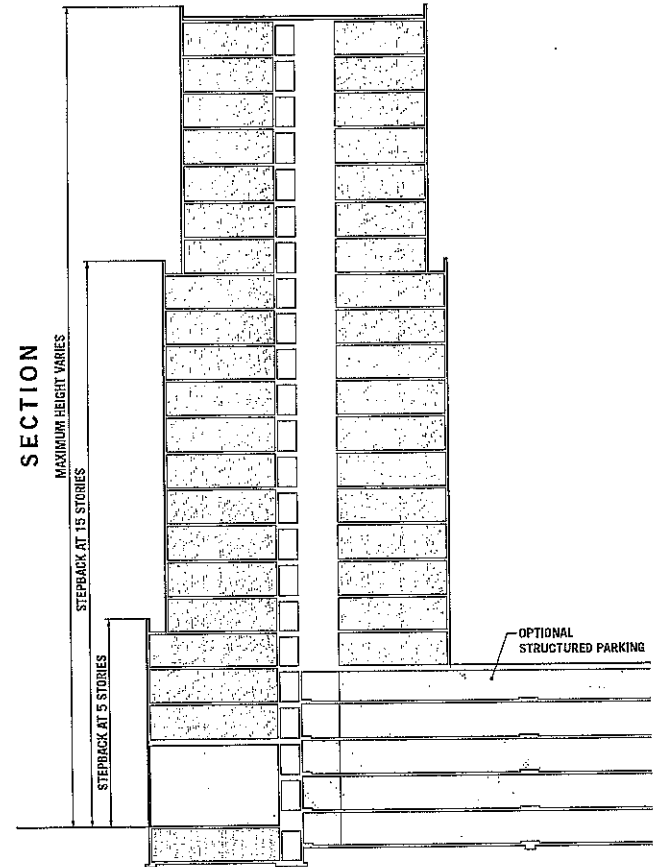 SECTION
MAXIMUM HEIGHT VARIES
STEPBACK AT 15 STORIES
STEPBACK AT 5 STORIES
OPTIONAL
STRUCTURED PARKING